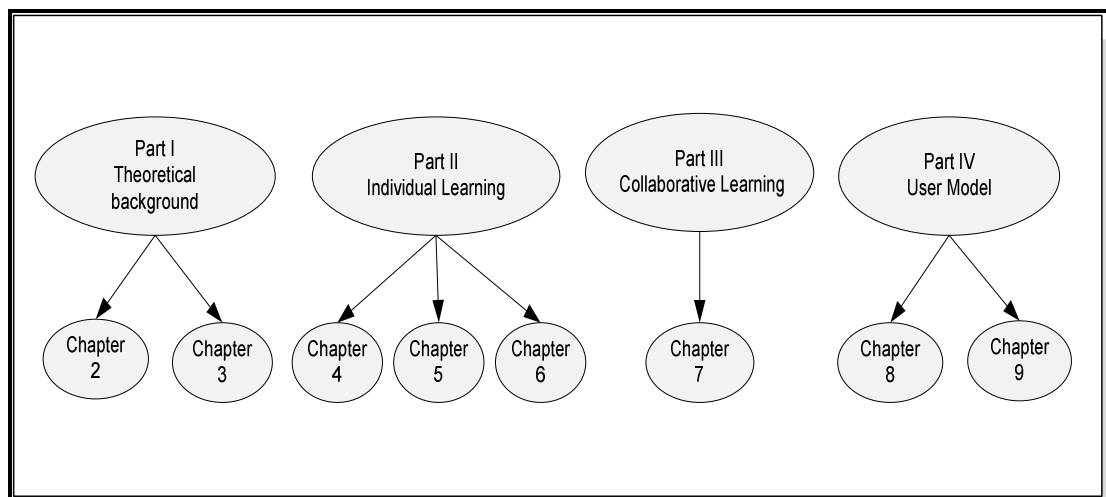 Part I
Theoretical
background
Part II
Individual Learning
Part III
Collaborative Learning
Part IV
User Model
Chapter
2
Chapter
3
Chapter
4
Chapter
5
Chapter
6
Chapter
7
Chapter
8
Chapter
9